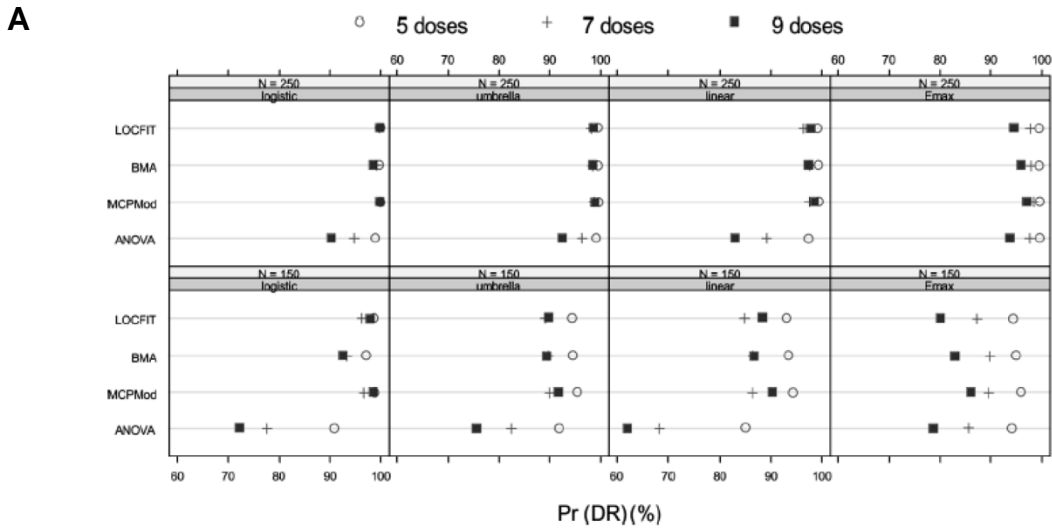 A
5 doses 7 doses 9 doses
60 70 80 90 100 60 70 80 90 100
N = 250 N = 250 N = 250 N = 250
logistic umbrella linear Emax
LOCFIT
BMA
MCPMod
ANOVA
N = 150 N = 150 N = 150 N = 150
logistic umbrella linear Emax
LOCFIT
BMA
MCPMod
ANOVA
60 70 80 90 100 60 70 80 90 100
Pr (DR) (%)